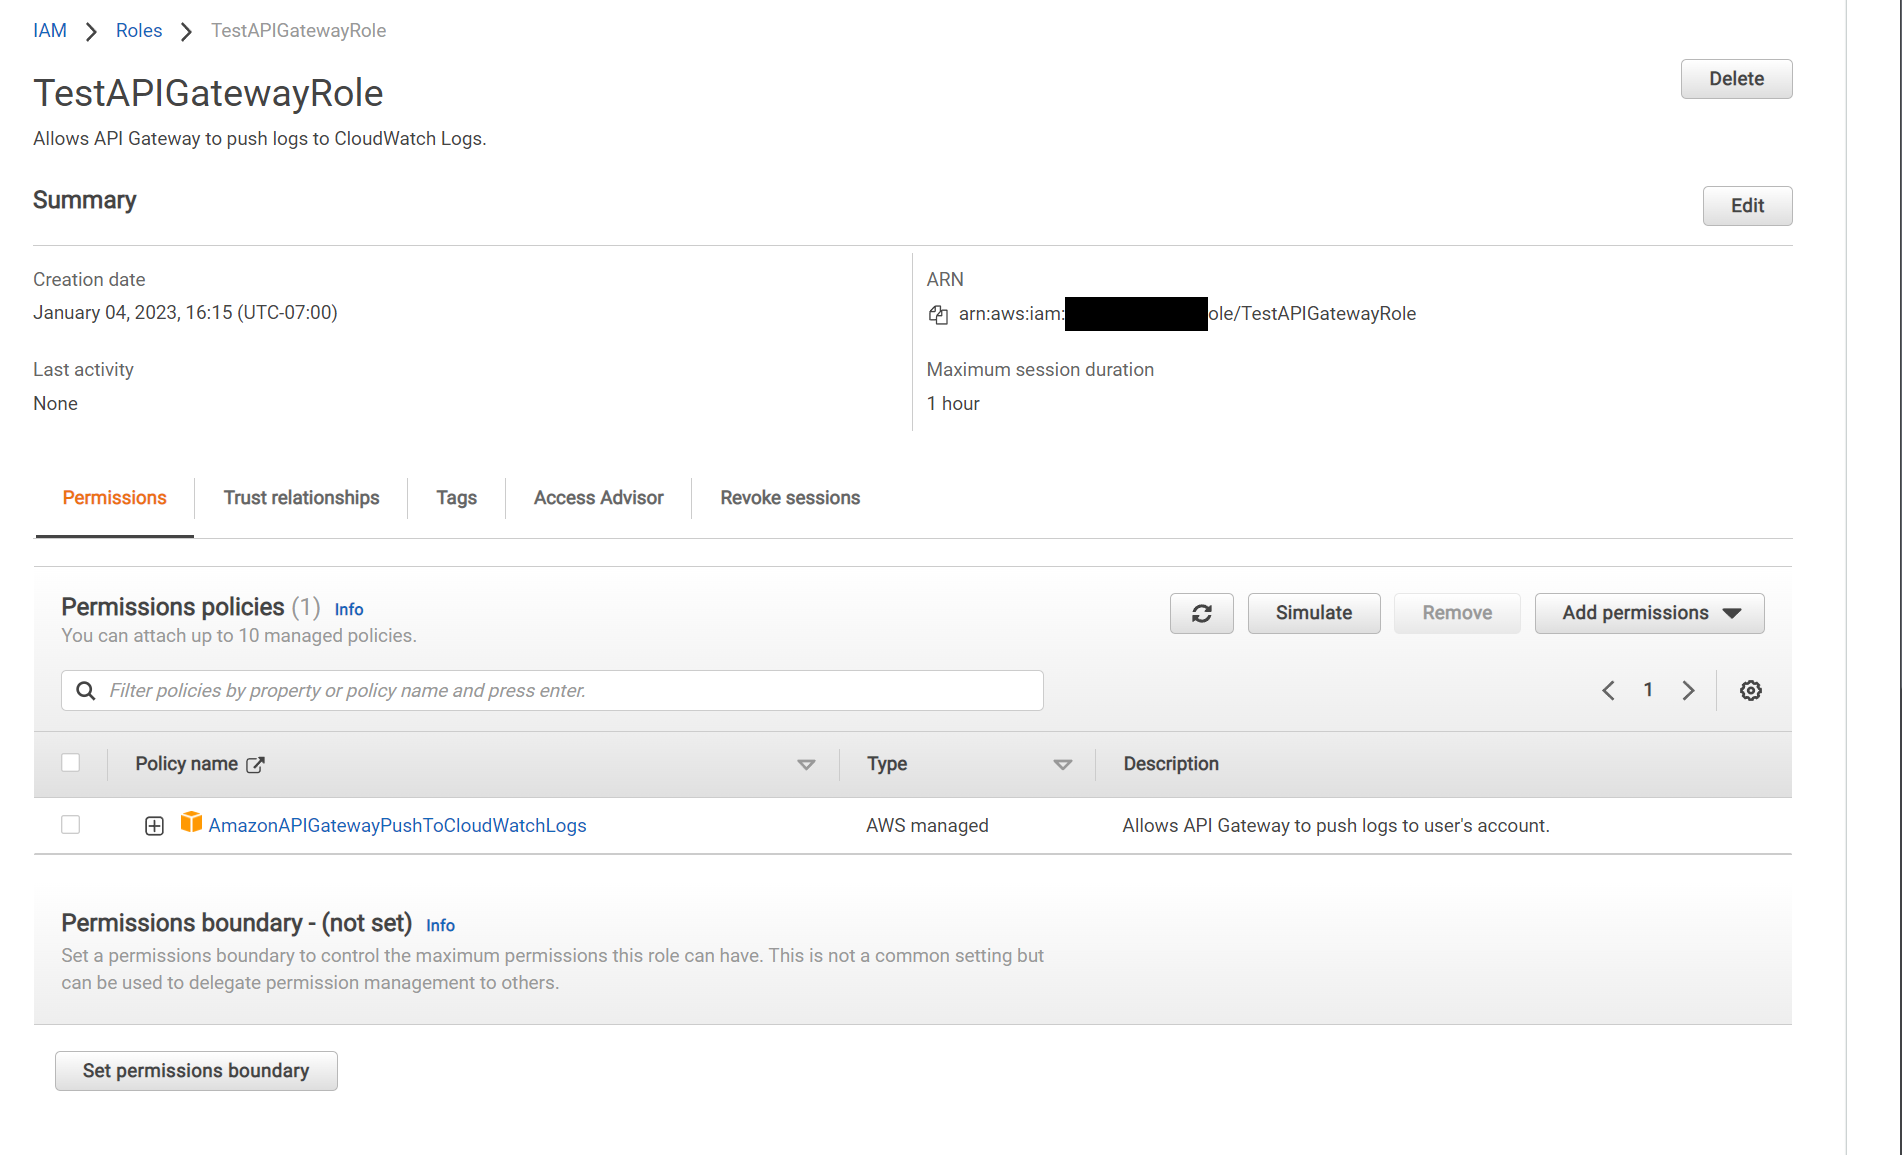 IAM > Roles > TestAPIGatewayRole
TestAPIGatewayRole
Delete
Allows API Gateway to push logs to CloudWatch Logs.
Summary
Edit
Creation date
January 04, 2023, 16:15 (UTC-07:00)
ARN
arn:aws:iam: ole/TestAPIGatewayRole
Last activity
None
Maximum session duration
1 hour
Permissions Trust relationships Tags Access Advisor Revoke sessions
Permissions policies (1) Info
You can attach up to 10 managed policies.
Simulate Remove Add permissions
Filter policies by property or policy name and press enter.
1
Policy name Type Description
AmazonAPIGatewayPushToCloudWatchLogs AWS managed Allows API Gateway to push logs to user's account.
Permissions boundary - (not set) Info
Set a permissions boundary to control the maximum permissions this role can have. This is not a common setting but
can be used to delegate permission management to others.
Set permissions boundary